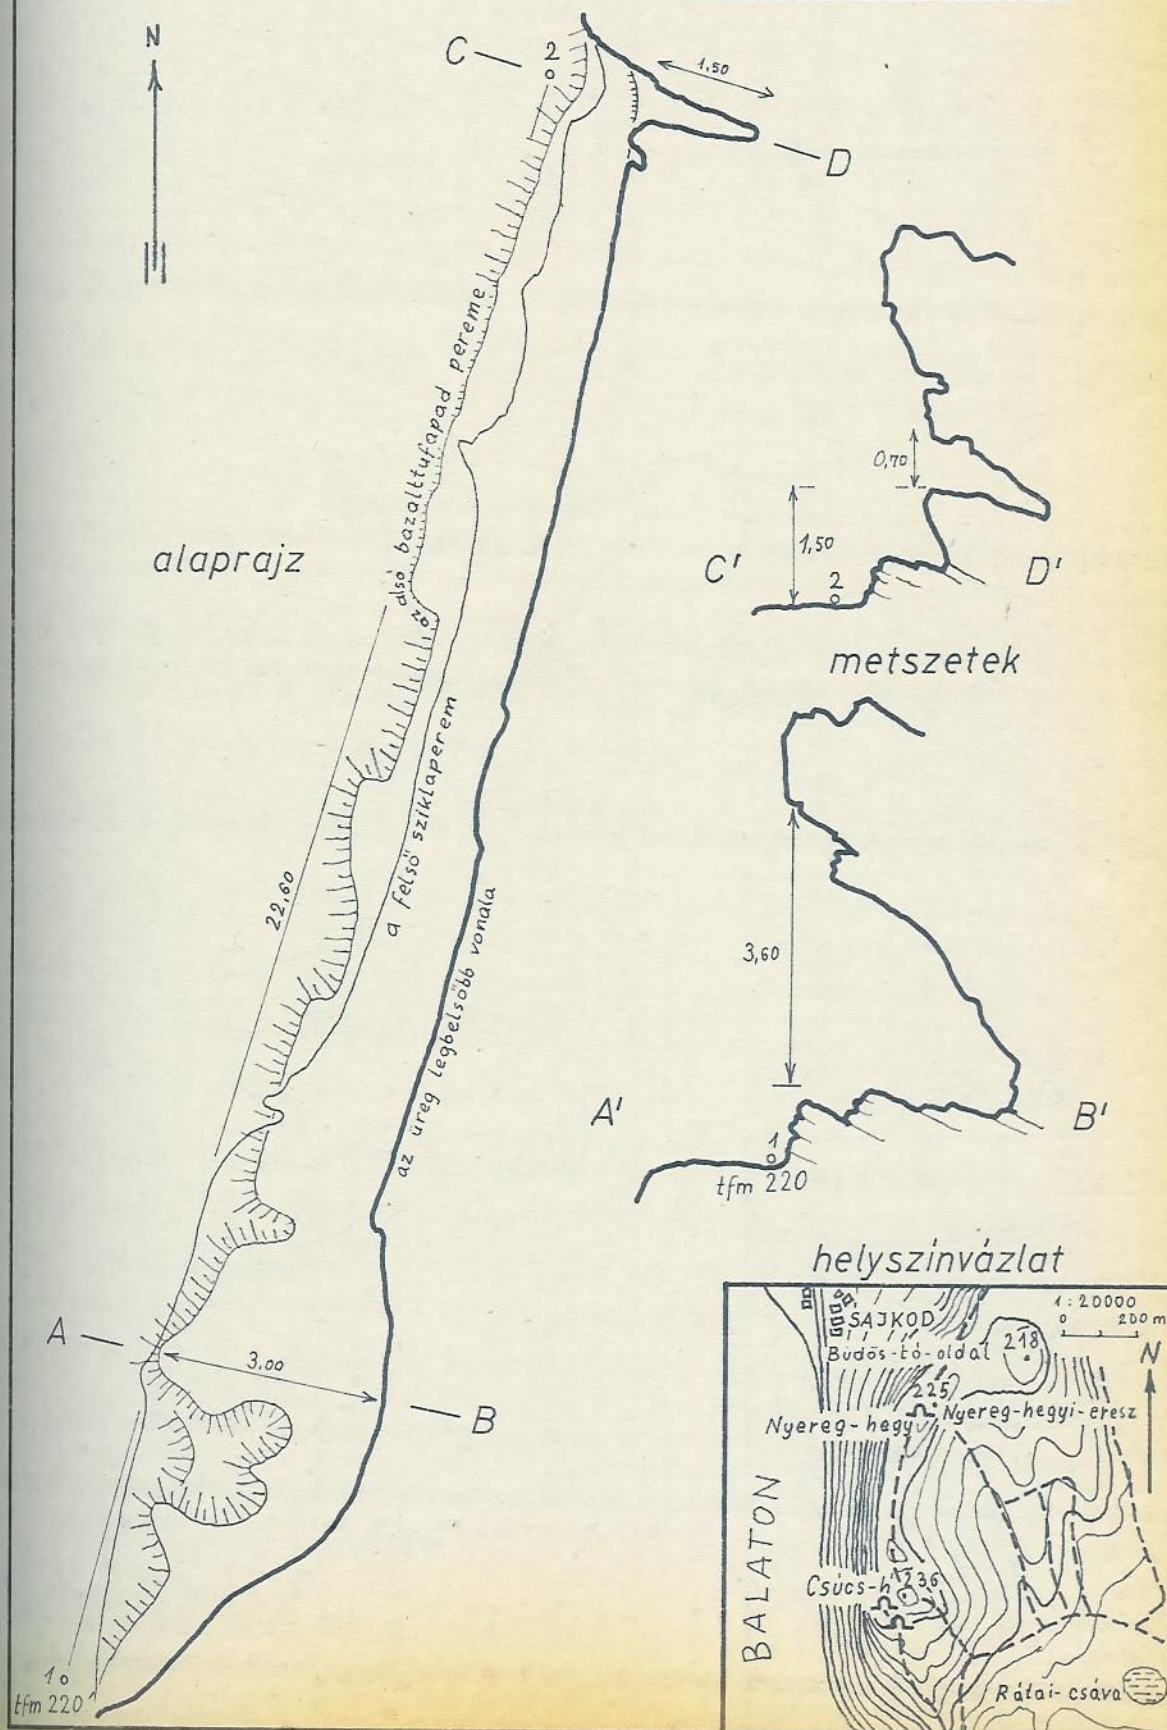 N
C
2
1.50
D
alsó bazalttufapad pereme
0,70
alaprajz
1,50
C'
2
D'
2
metszetek
a felső sziklaperem
22,60
3,60
az üreg legbelsőbb vonala
A'
B'
1
tfm 220
helyszínvázlat
A
3.00
B
1 : 20000
0 200 m
SAJKOD
218
Büdös-tó-oldal
N
225
Nyereg-hegyi-eresz
Nyereg-hegy
BALATON
Csúcs-h
236
Rátai-csáva
1
tfm 220